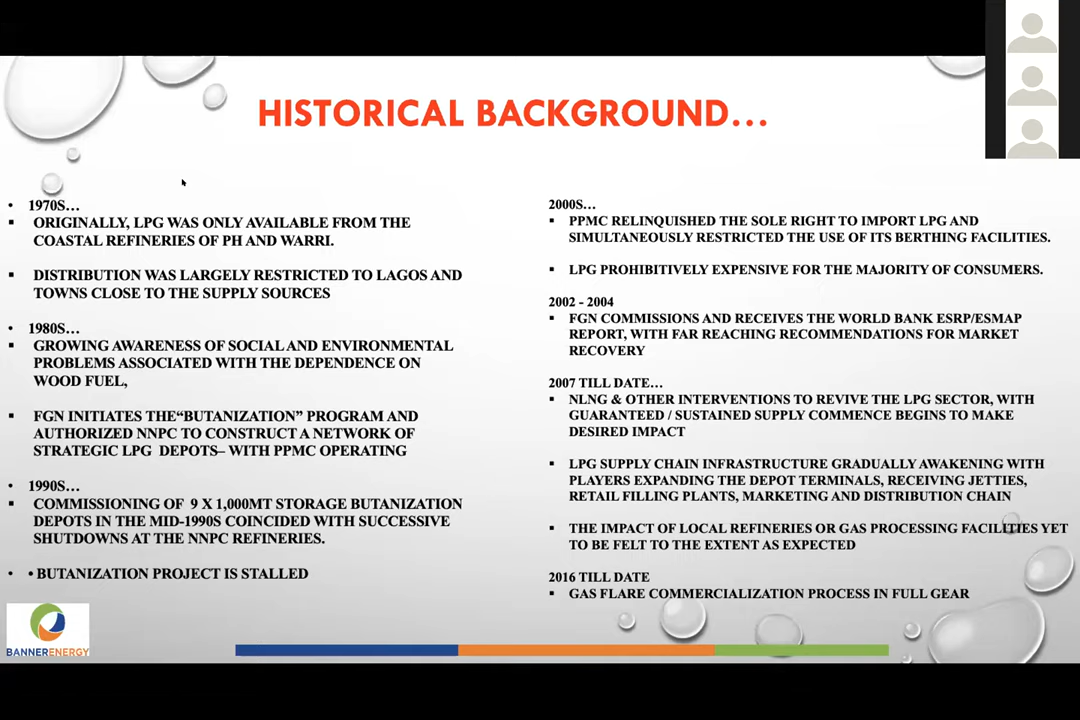 HISTORICAL BACKGROUND...
• 1970S...
▪ ORIGINALLY, LPG WAS ONLY AVAILABLE FROM THE
COASTAL REFINERIES OF PH AND WARRI.
▪ DISTRIBUTION WAS LARGELY RESTRICTED TO LAGOS AND
TOWNS CLOSE TO THE SUPPLY SOURCES
• 1980S...
▪ GROWING AWARENESS OF SOCIAL AND ENVIRONMENTAL
PROBLEMS ASSOCIATED WITH THE DEPENDENCE ON
WOOD FUEL,
▪ FGN INITIATES THE“BUTANIZATION” PROGRAM AND
AUTHORIZED NNPC TO CONSTRUCT A NETWORK OF
STRATEGIC LPG DEPOTS– WITH PPMC OPERATING
• 1990S...
▪ COMMISSIONING OF 9 X 1,000MT STORAGE BUTANIZATION
DEPOTS IN THE MID-1990S COINCIDED WITH SUCCESSIVE
SHUTDOWNS AT THE NNPC REFINERIES.
• • BUTANIZATION PROJECT IS STALLED
2000S...
▪ PPMC RELINQUISHED THE SOLE RIGHT TO IMPORT LPG AND
SIMULTANEOUSLY RESTRICTED THE USE OF ITS BERTHING FACILITIES.
▪ LPG PROHIBITIVELY EXPENSIVE FOR THE MAJORITY OF CONSUMERS.
2002 - 2004
▪ FGN COMMISSIONS AND RECEIVES THE WORLD BANK ESRP/ESMAP
REPORT, WITH FAR REACHING RECOMMENDATIONS FOR MARKET
RECOVERY
2007 TILL DATE...
▪ NLNG & OTHER INTERVENTIONS TO REVIVE THE LPG SECTOR, WITH
GUARANTEED / SUSTAINED SUPPLY COMMENCE BEGINS TO MAKE
DESIRED IMPACT
▪ LPG SUPPLY CHAIN INFRASTRUCTURE GRADUALLY AWAKENING WITH
PLAYERS EXPANDING THE DEPOT TERMINALS, RECEIVING JETTIES,
RETAIL FILLING PLANTS, MARKETING AND DISTRIBUTION CHAIN
▪ THE IMPACT OF LOCAL REFINERIES OR GAS PROCESSING FACILITIES YET
TO BE FELT TO THE EXTENT AS EXPECTED
2016 TILL DATE
▪ GAS FLARE COMMERCIALIZATION PROCESS IN FULL GEAR
BANNERENERGY